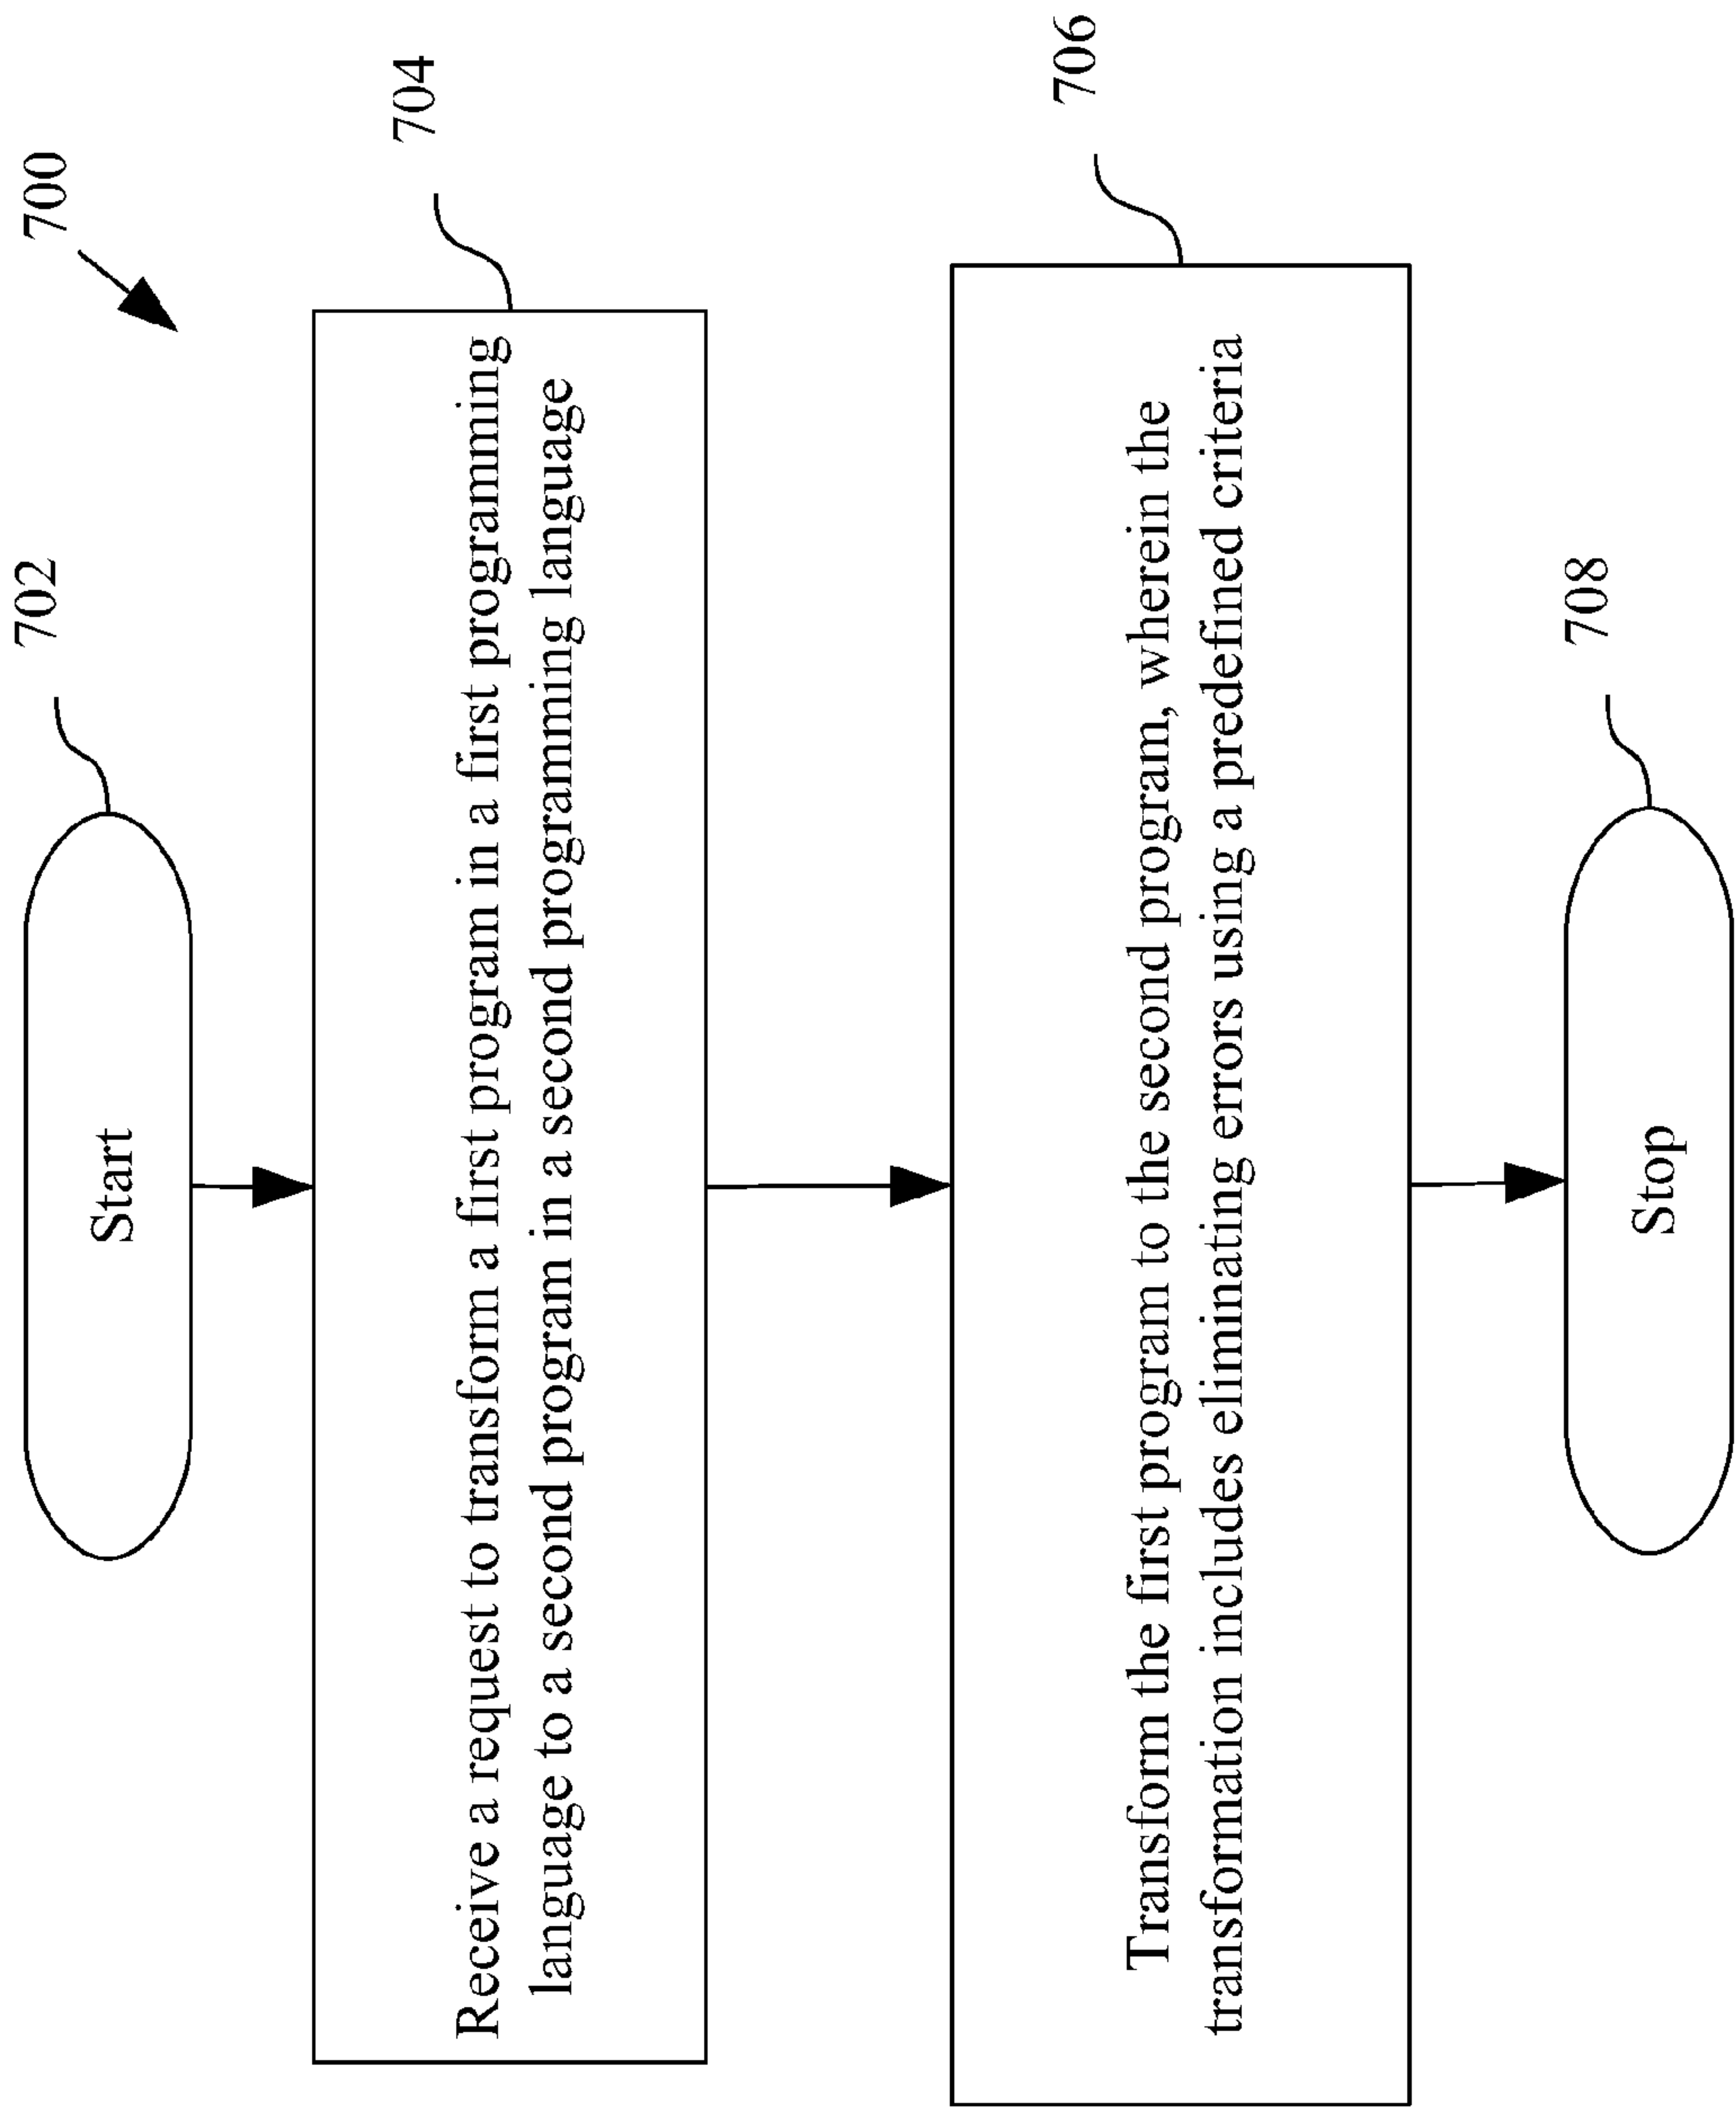 700
702
Start
704
Receive a request to transform a first program in a first programming
language to a second program in a second programming language
706
Transform the first program to the second program, wherein the
transformation includes eliminating errors using a predefined criteria
708
Stop